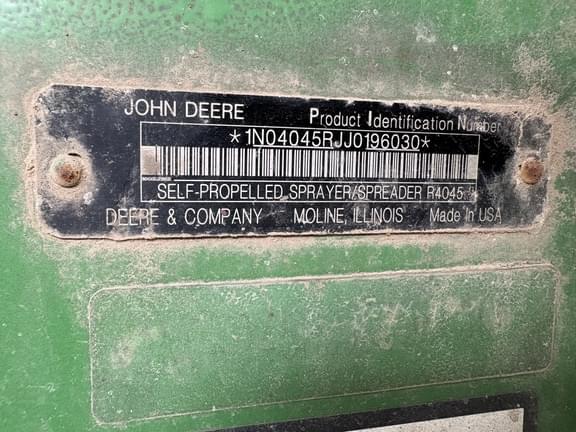 JOHN DEERE Product Identification Number
*1N04045RJJ0196030*
SELF-PROPELLED SPRAYER/SPREADER R4045
DEERE & COMPANY MOLINE, ILLINOIS Made In USA